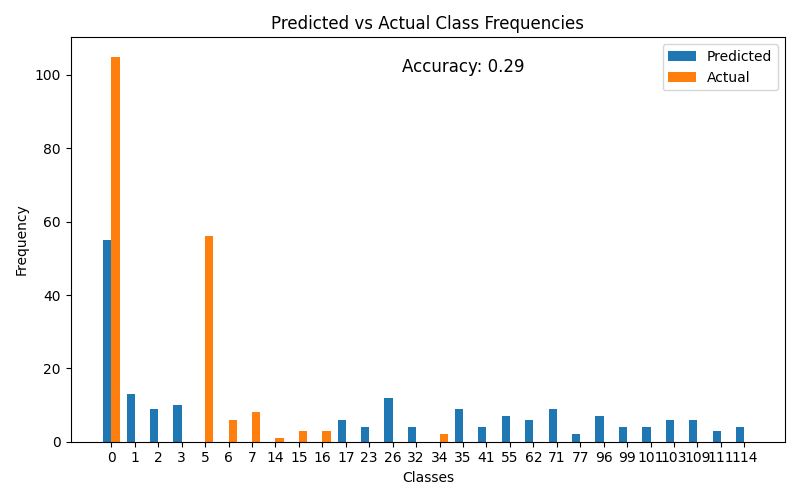 Predicted vs Actual Class Frequencies
Accuracy: 0.29
Predicted
Actual
Frequency
100
80
60
40
20
0
0 1 2 3 5 6 7 14 15 16 17 23 26 32 34 35 41 55 62 71 77 96 99 101 103 109 111 114
Classes